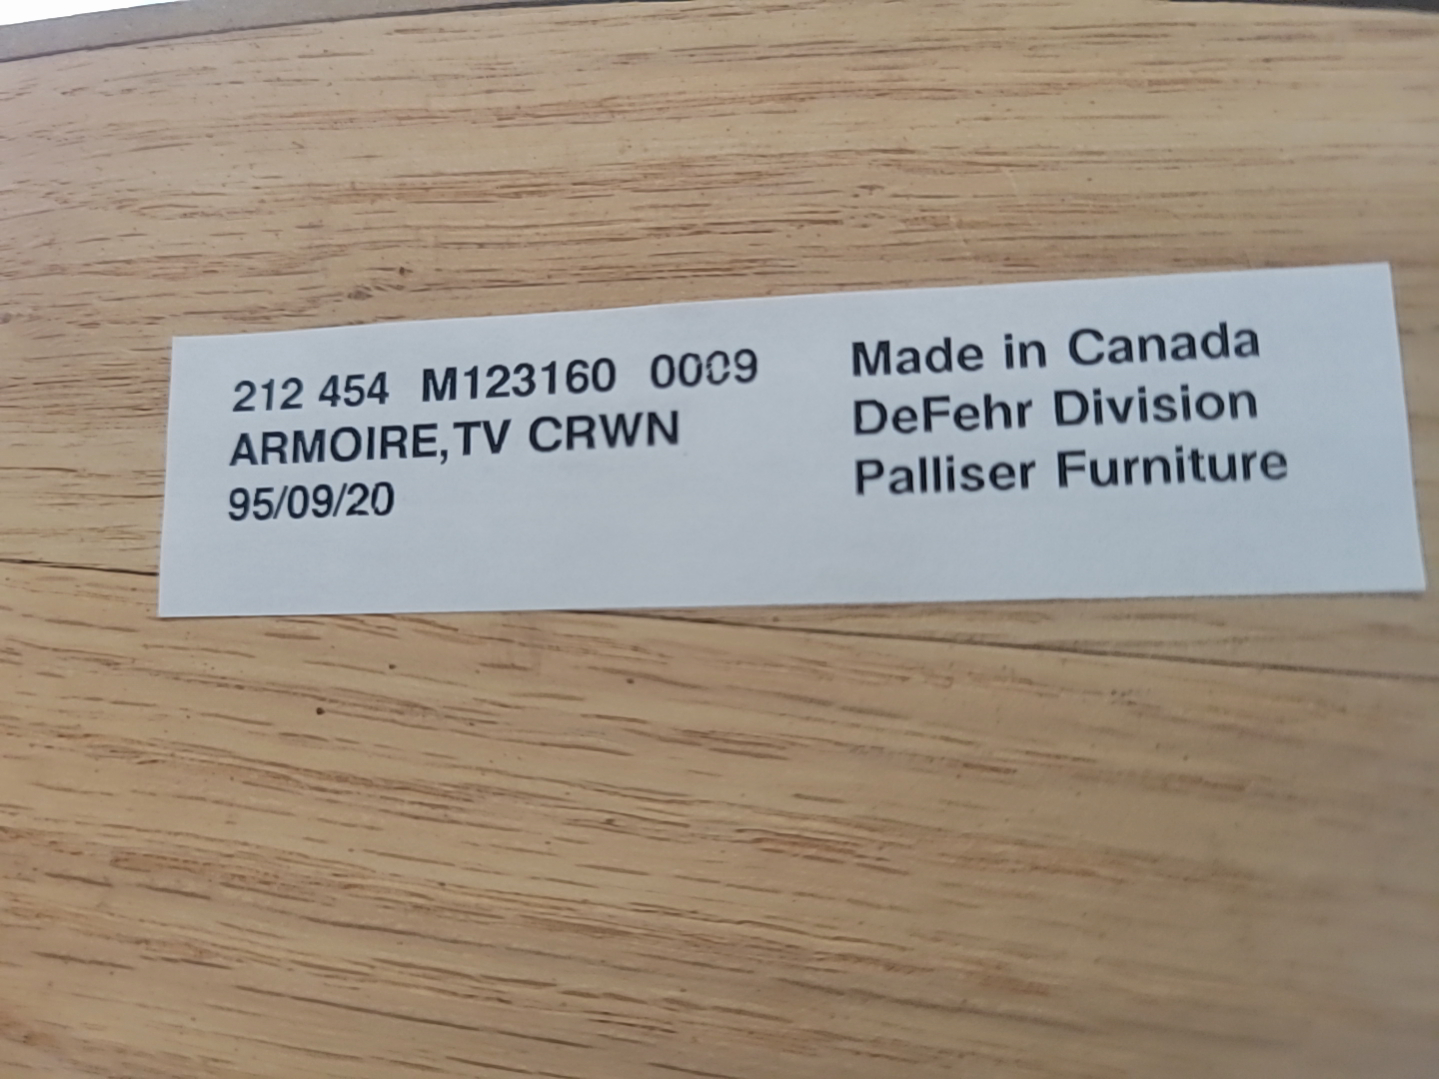 212 454 M123160 0009
ARMOIRE,TV CRWN
95/09/20
Made in Canada
DeFehr Division
Palliser Furniture